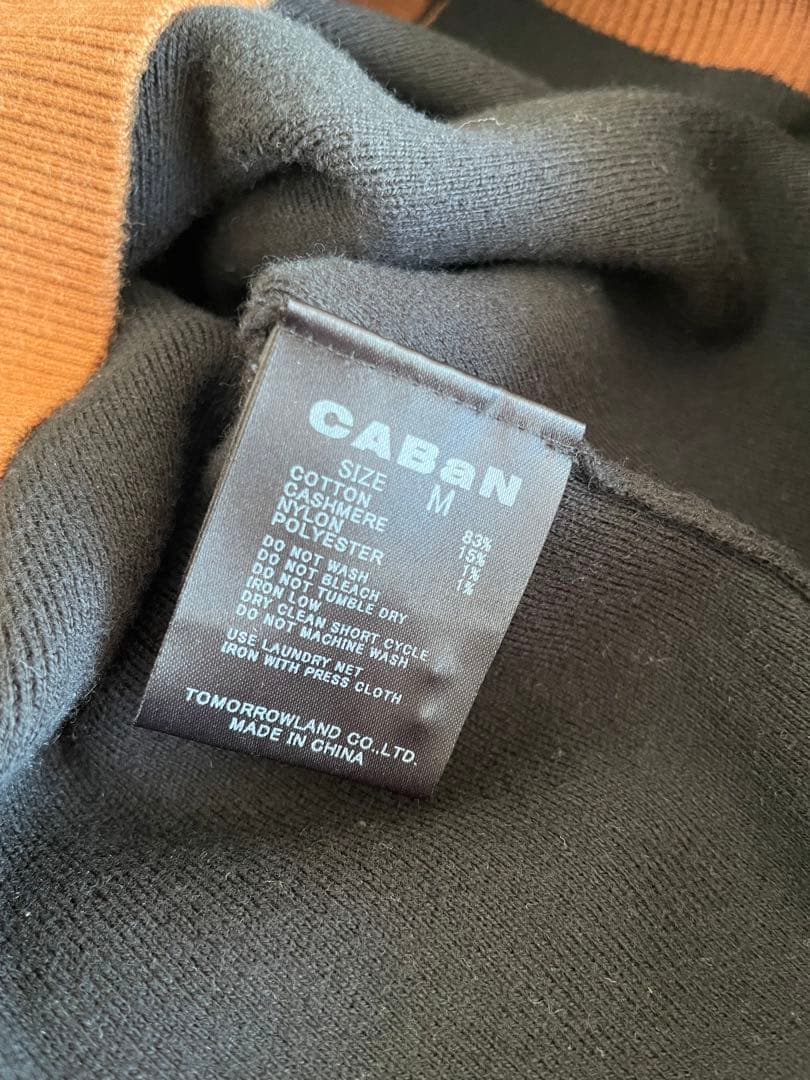 CABaN
SIZE M
COTTON 83%
CASHMERE 15%
NYLON 1%
POLYESTER 1%
DO NOT WASH
DO NOT BLEACH
DO NOT TUMBLE DRY
IRON LOW
DRY CLEAN SHORT CYCLE
DO NOT MACHINE WASH
USE LAUNDRY NET
IRON WITH PRESS CLOTH
TOMORROWLAND CO.,LTD.
MADE IN CHINA